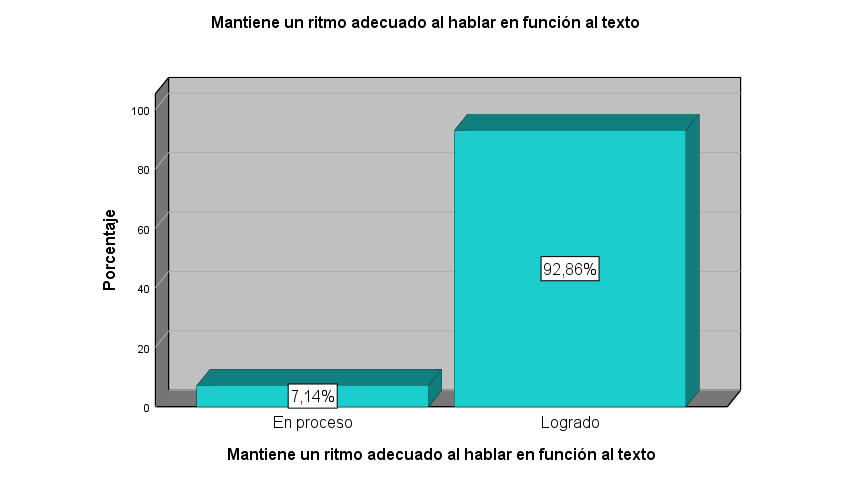 Mantiene un ritmo adecuado al hablar en función al texto
100
80
60
40
20
0
Porcentaje
92,86%
7,14%
En proceso
Logrado
Mantiene un ritmo adecuado al hablar en función al texto